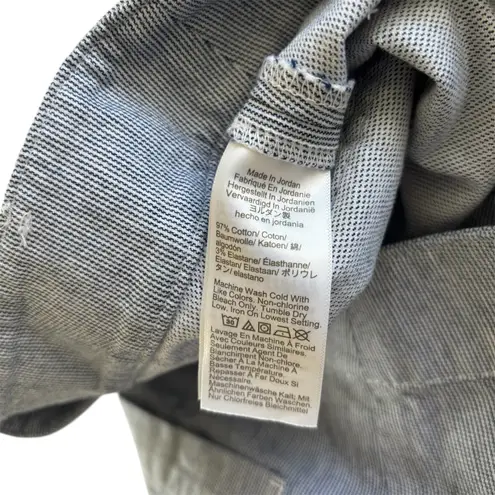 Made In Jordan
Fabriqué En Jordanie
Hergestellt In Jordanien
Vervaardigd In Jordanië
ヨルダン製
hecho en jordania
97% Cotton/ Coton/
Baumwolle/ Katoen/ 綿/
algodón
3% Elastane/ Élasthanne/
Elastan/ Elastaan/ ポリウレ
タン/ elastano
Machine Wash Cold With
Like Colors. Non-chlorine
Bleach Only. Tumble Dry
Low. Iron On Lowest Setting.
Lavage En Machine À Froid
Avec Couleurs Similaires.
Seulement Agent De
Blanchiment Non-chlore.
Sécher À La Machine À
Basse Température.
Repasser À Fer Doux Si
Nécessaire.
Maschinenwäsche Kalt; Mit
Ähnlichen Farben Waschen.
Nur Chlorfreies Bleichmittel